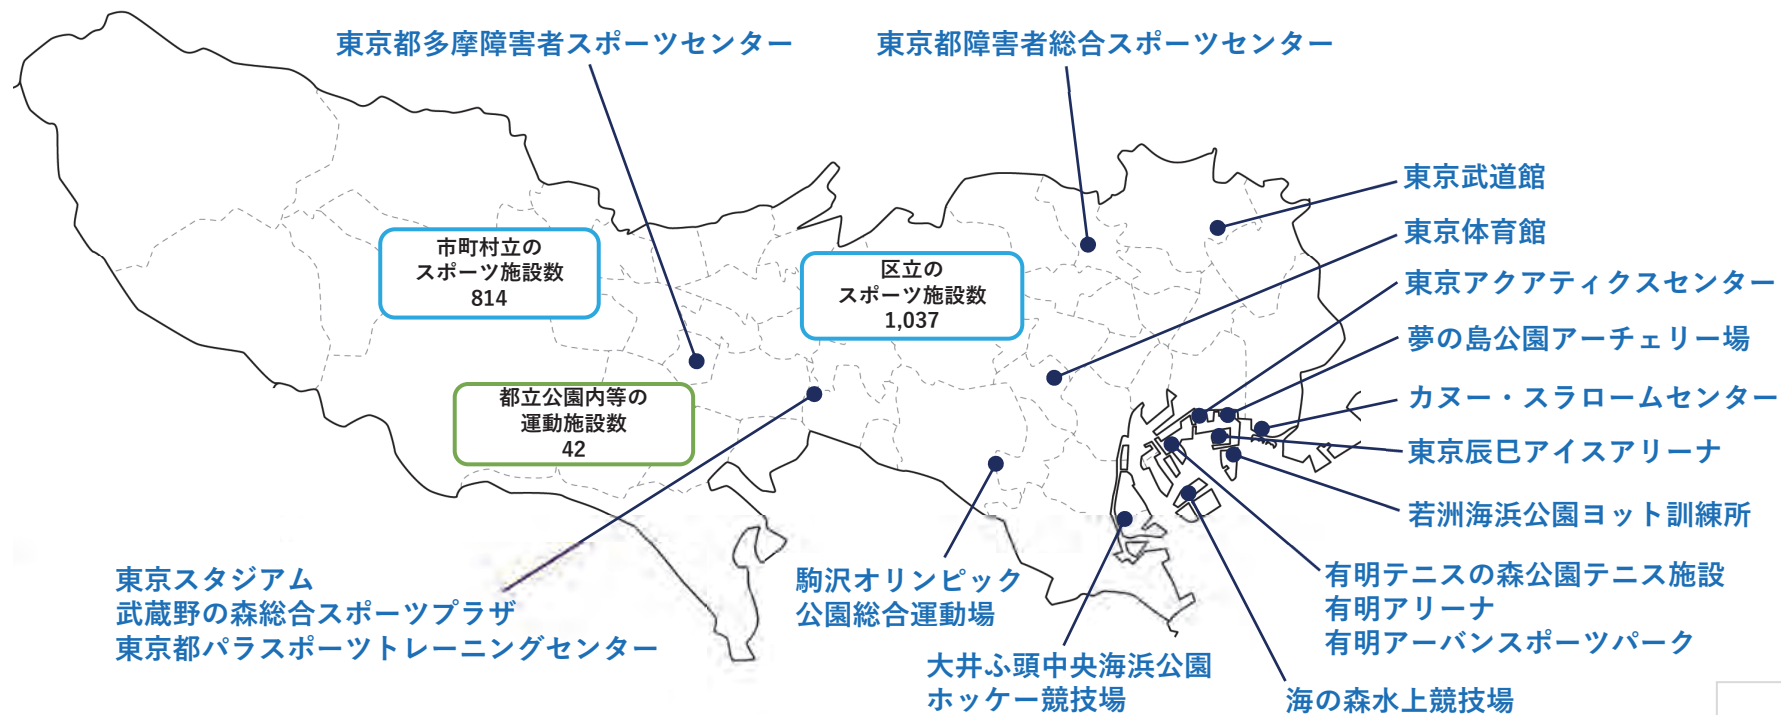 東京都多摩障害者スポーツセンター
東京都障害者総合スポーツセンター
東京武道館
東京体育館
東京アクアティクスセンター
夢の島公園アーチェリー場
カヌー・スラロームセンター
東京辰巳アイスアリーナ
若洲海浜公園ヨット訓練所
有明テニスの森公園テニス施設
有明アリーナ
有明アーバンスポーツパーク
海の森水上競技場
大井ふ頭中央海浜公園
ホッケー競技場
駒沢オリンピック
公園総合運動場
東京スタジアム
武蔵野の森総合スポーツプラザ
東京都パラスポーツトレーニングセンター
市町村立の
スポーツ施設数
814
区立の
スポーツ施設数
1,037
都立公園内等の
運動施設数
42